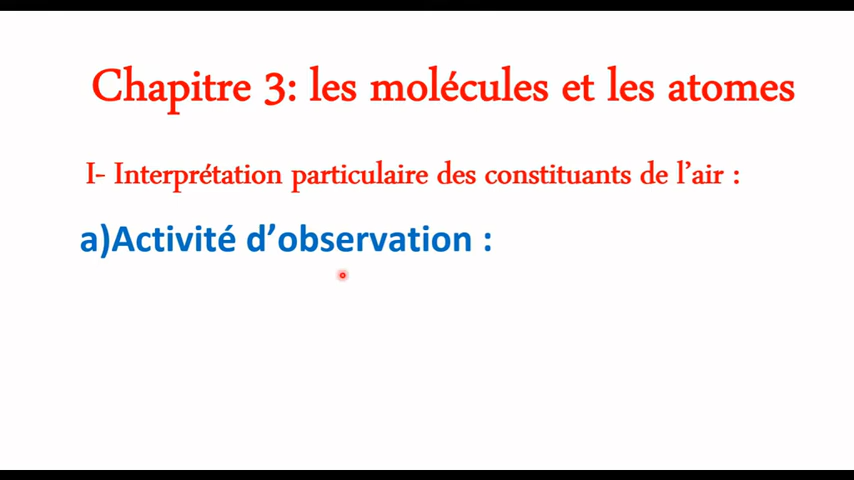 Chapitre 3: les molécules et les atomes
I- Interprétation particulaire des constituants de l’air :
a)Activité d’observation :